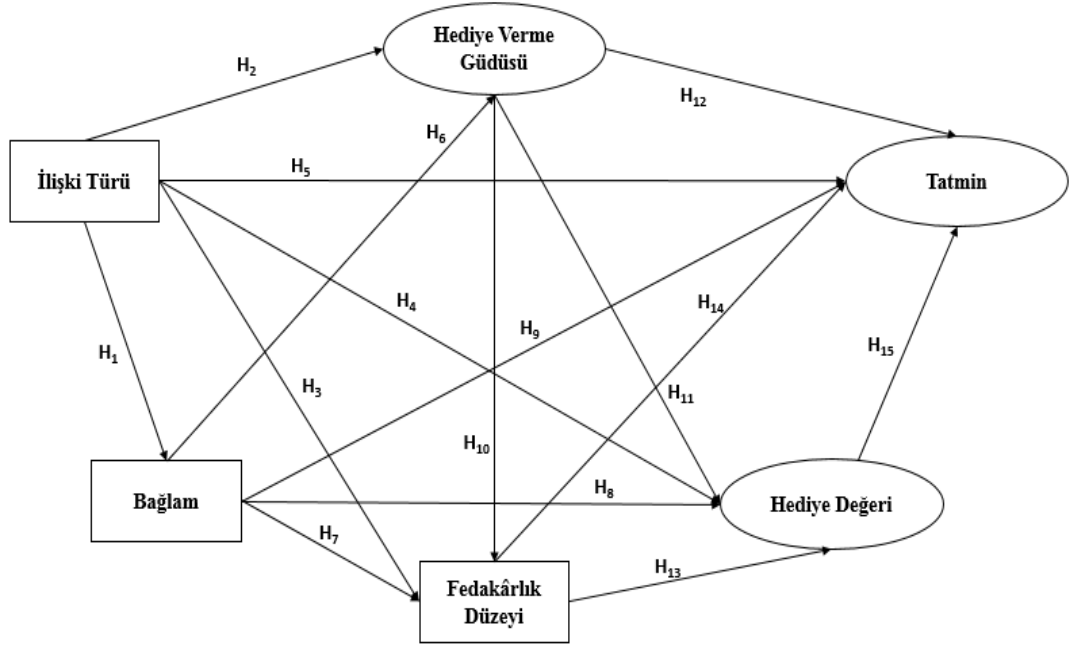 Hediye Verme
Güdüsü
H2
H12
H6
İlişki Türü
H5
Tatmin
H4
H14
H9
H1
H15
H3
H11
H10
H8
Bağlam
Hediye Değeri
H7
H13
Fedakârlık
Düzeyi